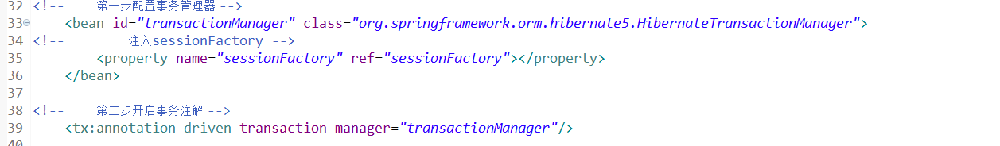 32 <!-- 第一步配置事务管理器 -->
33 <bean id="transactionManager" class="org.springframework.orm.hibernate5.HibernateTransactionManager">
34 <!-- 注入sessionFactory -->
35 <property name="sessionFactory" ref="sessionFactory"></property>
36 </bean>
37
38 <!-- 第二步开启事务注解 -->
39 <tx:annotation-driven transaction-manager="transactionManager"/>
40